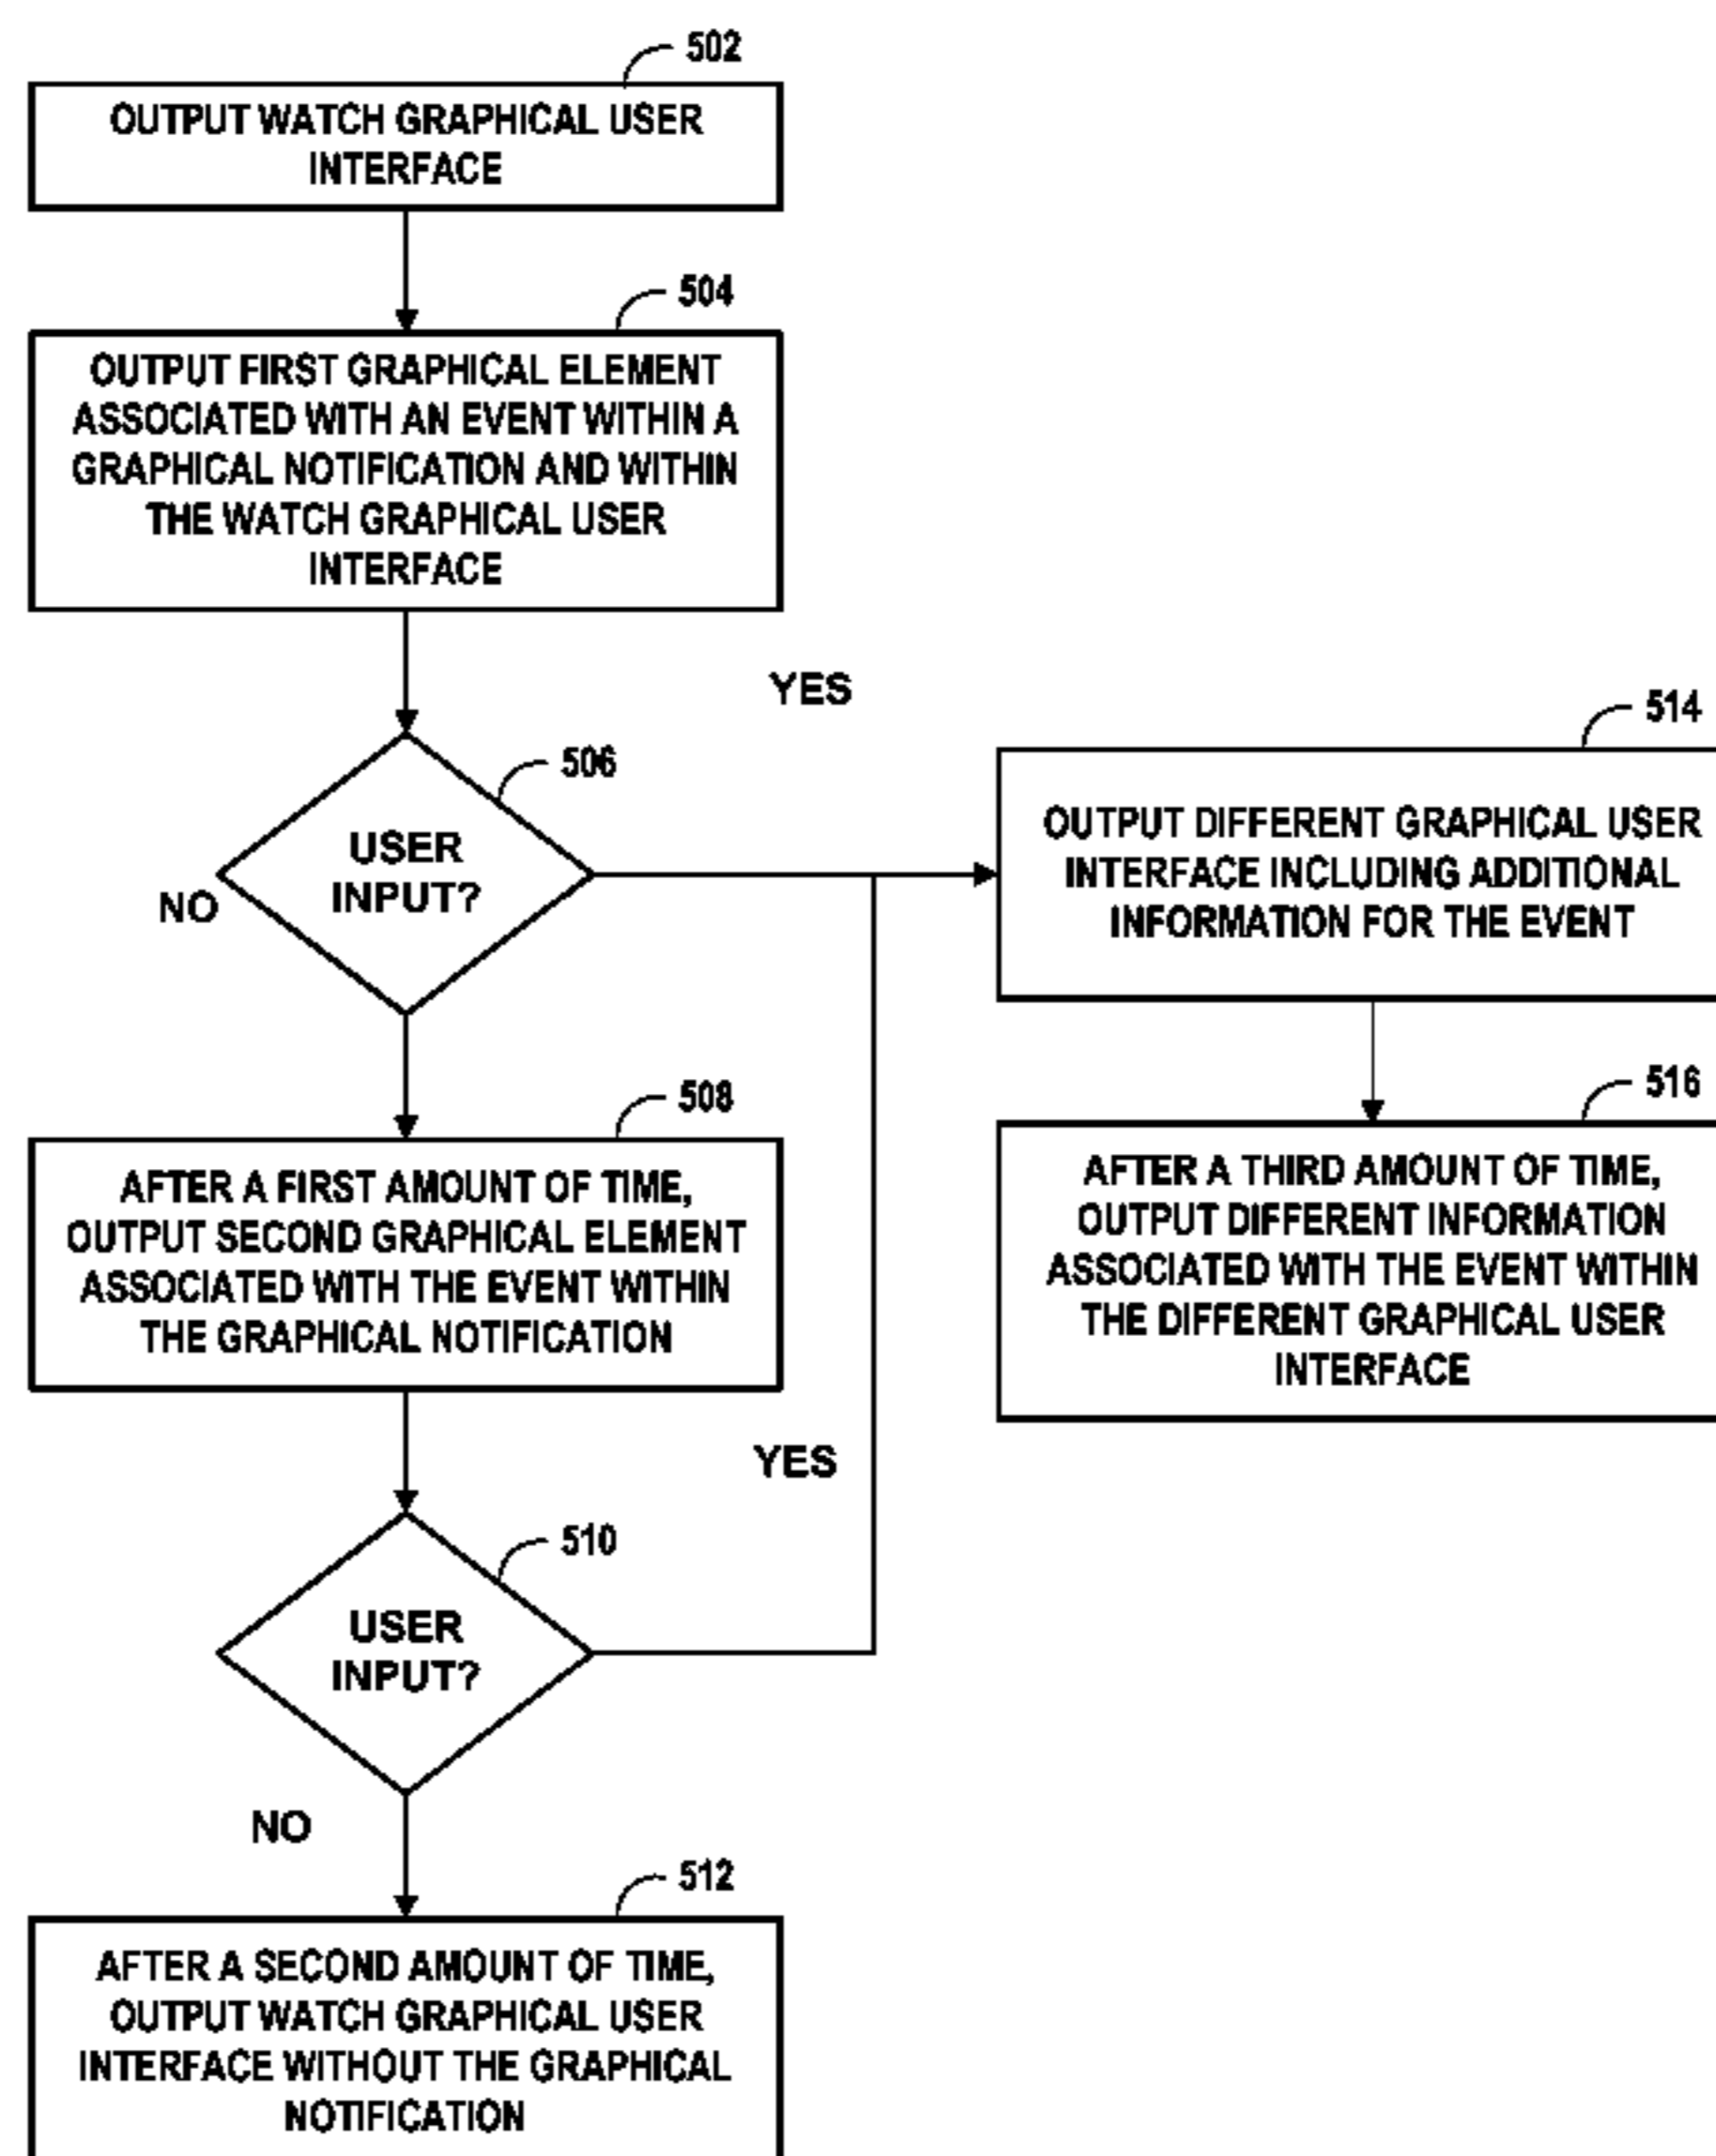 502
OUTPUT WATCH GRAPHICAL USER
INTERFACE
504
OUTPUT FIRST GRAPHICAL ELEMENT
ASSOCIATED WITH AN EVENT WITHIN A
GRAPHICAL NOTIFICATION AND WITHIN
THE WATCH GRAPHICAL USER
INTERFACE
YES
506
USER
INPUT?
NO
514
OUTPUT DIFFERENT GRAPHICAL USER
INTERFACE INCLUDING ADDITIONAL
INFORMATION FOR THE EVENT
508
AFTER A FIRST AMOUNT OF TIME,
OUTPUT SECOND GRAPHICAL ELEMENT
ASSOCIATED WITH THE EVENT WITHIN
THE GRAPHICAL NOTIFICATION
516
AFTER A THIRD AMOUNT OF TIME,
OUTPUT DIFFERENT INFORMATION
ASSOCIATED WITH THE EVENT WITHIN
THE DIFFERENT GRAPHICAL USER
INTERFACE
YES
510
USER
INPUT?
NO
512
AFTER A SECOND AMOUNT OF TIME,
OUTPUT WATCH GRAPHICAL USER
INTERFACE WITHOUT THE GRAPHICAL
NOTIFICATION